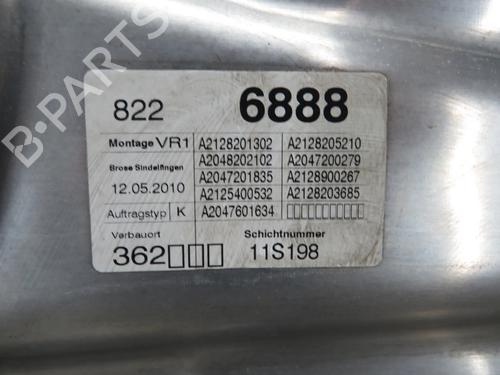 B-PARTS
822 6888
Montage VR1 A2128201302 A2128205210
Brose Sindelfingen A2048202102 A2047200279
12.05.2010 A2047201835 A2128900267
A2125400532 A2128203685
Auftragstyp K A2047601634 □□□□□□□□□□□
Verbauort Schichtnummer
362□□□ 11S198